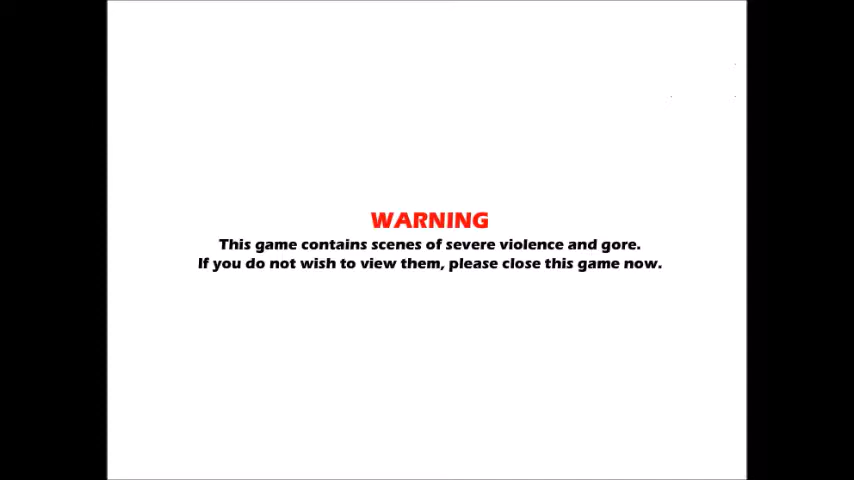 WARNING
This game contains scenes of severe violence and gore.
If you do not wish to view them, please close this game now.